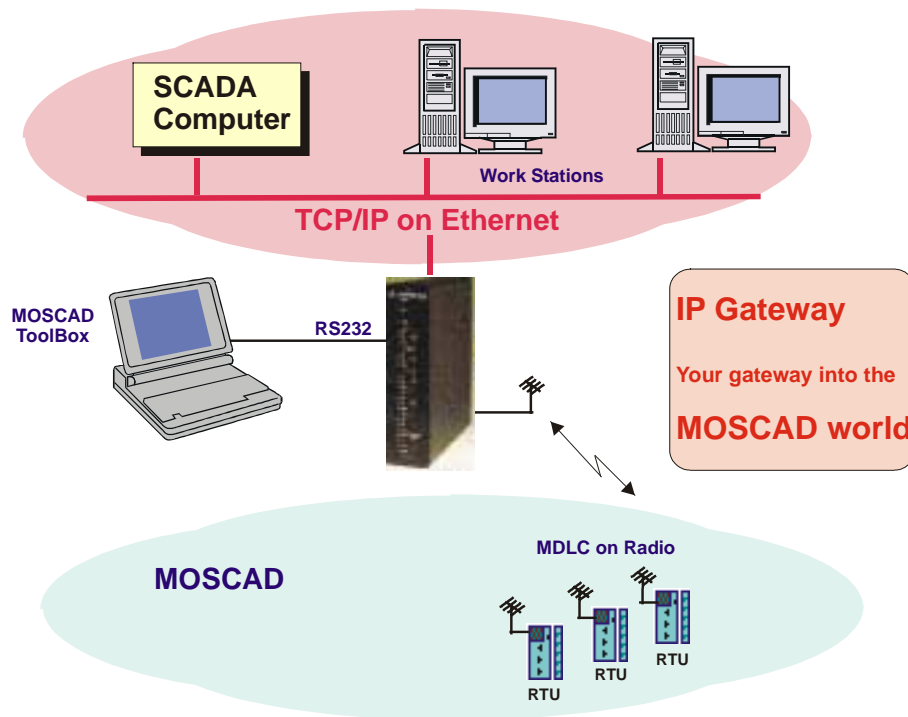 SCADA
Computer
Work Stations
TCP/IP on Ethernet
MOSCAD
ToolBox
RS232
IP Gateway
Your gateway into the
MOSCAD world
MOSCAD
MDLC on Radio
RTU
RTU
RTU